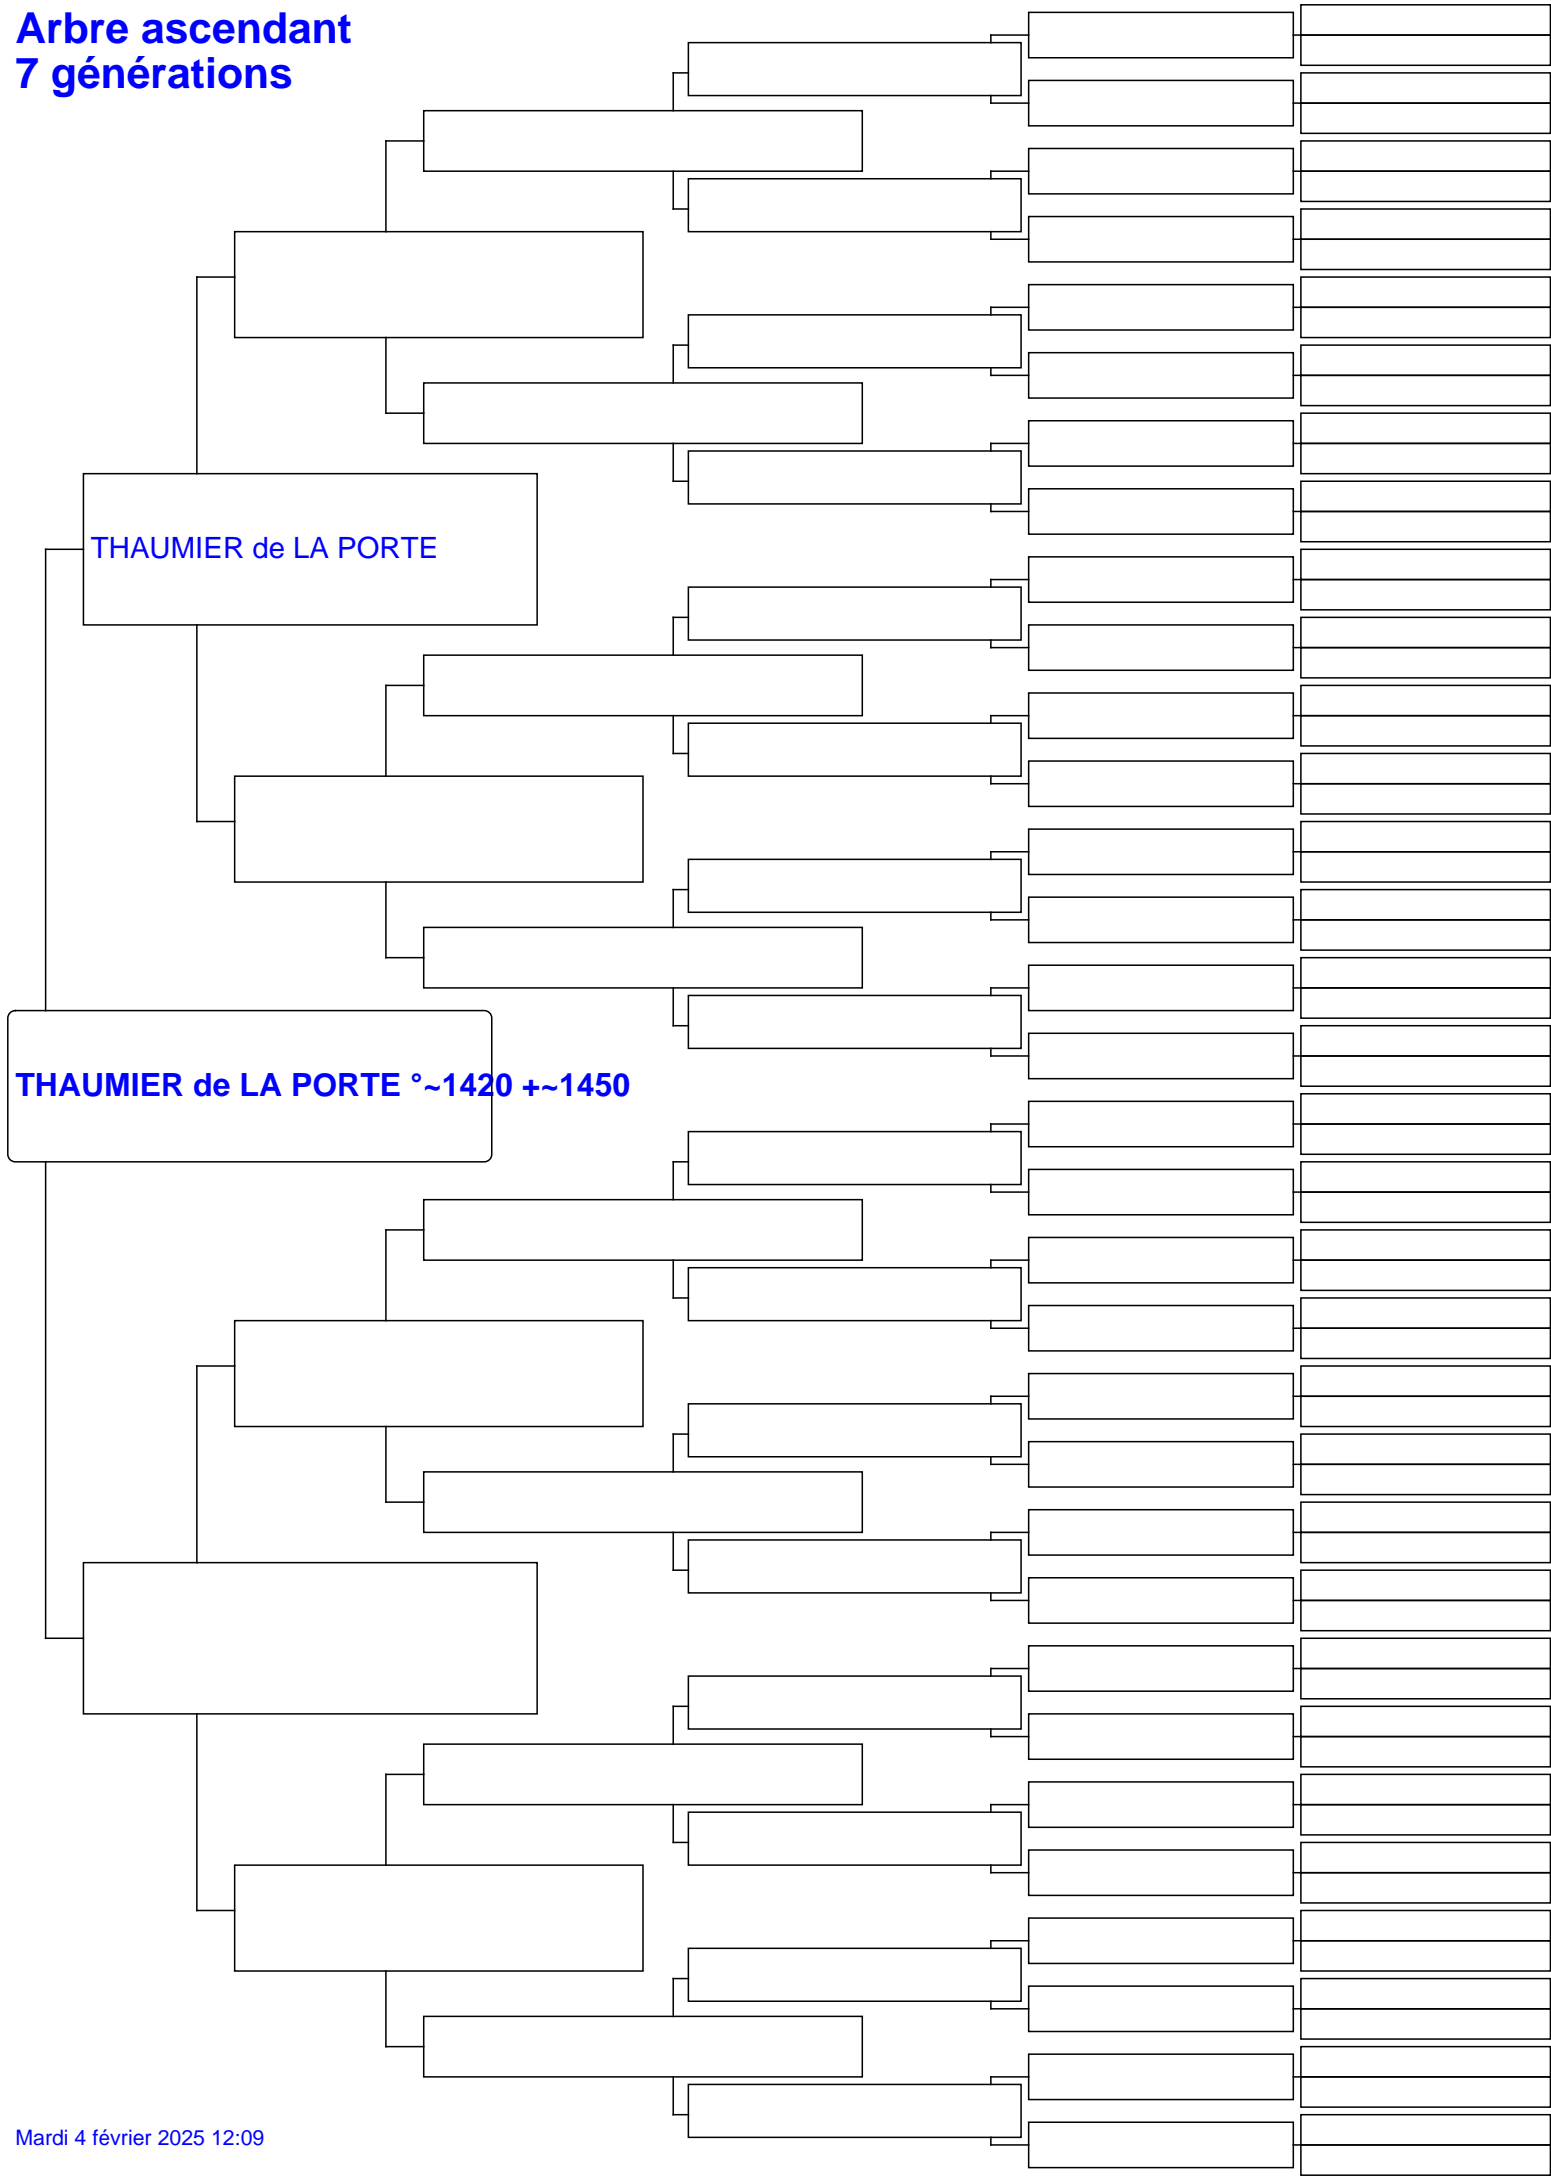 Arbre ascendant
7 générations
THAUMIER de LA PORTE
THAUMIER de LA PORTE °~1420 +~1450
Mardi 4 février 2025 12:09